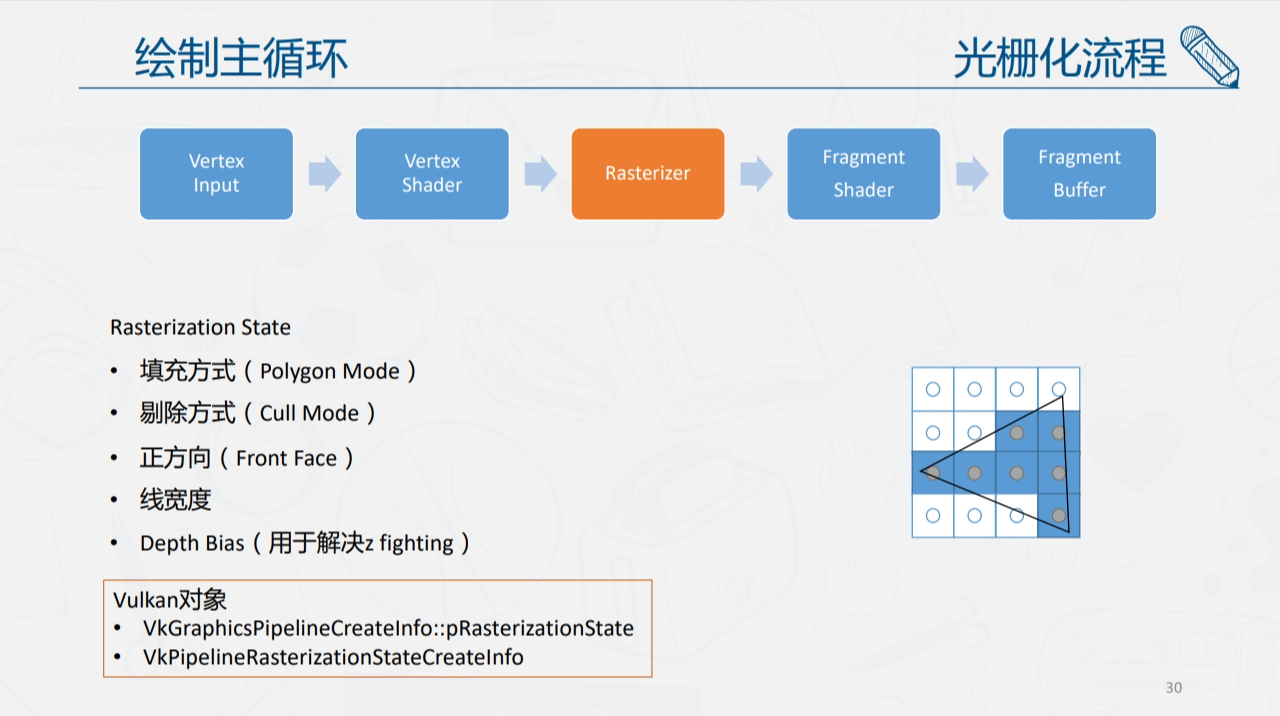 绘制主循环
光栅化流程
Vertex
Input
Vertex
Shader
Rasterizer
Fragment
Shader
Fragment
Buffer
Rasterization State
• 填充方式（Polygon Mode）
• 剔除方式（Cull Mode）
• 正方向（Front Face）
• 线宽度
• Depth Bias（用于解决z fighting）
Vulkan对象
• VkGraphicsPipelineCreateInfo::pRasterizationState
• VkPipelineRasterizationStateCreateInfo
30